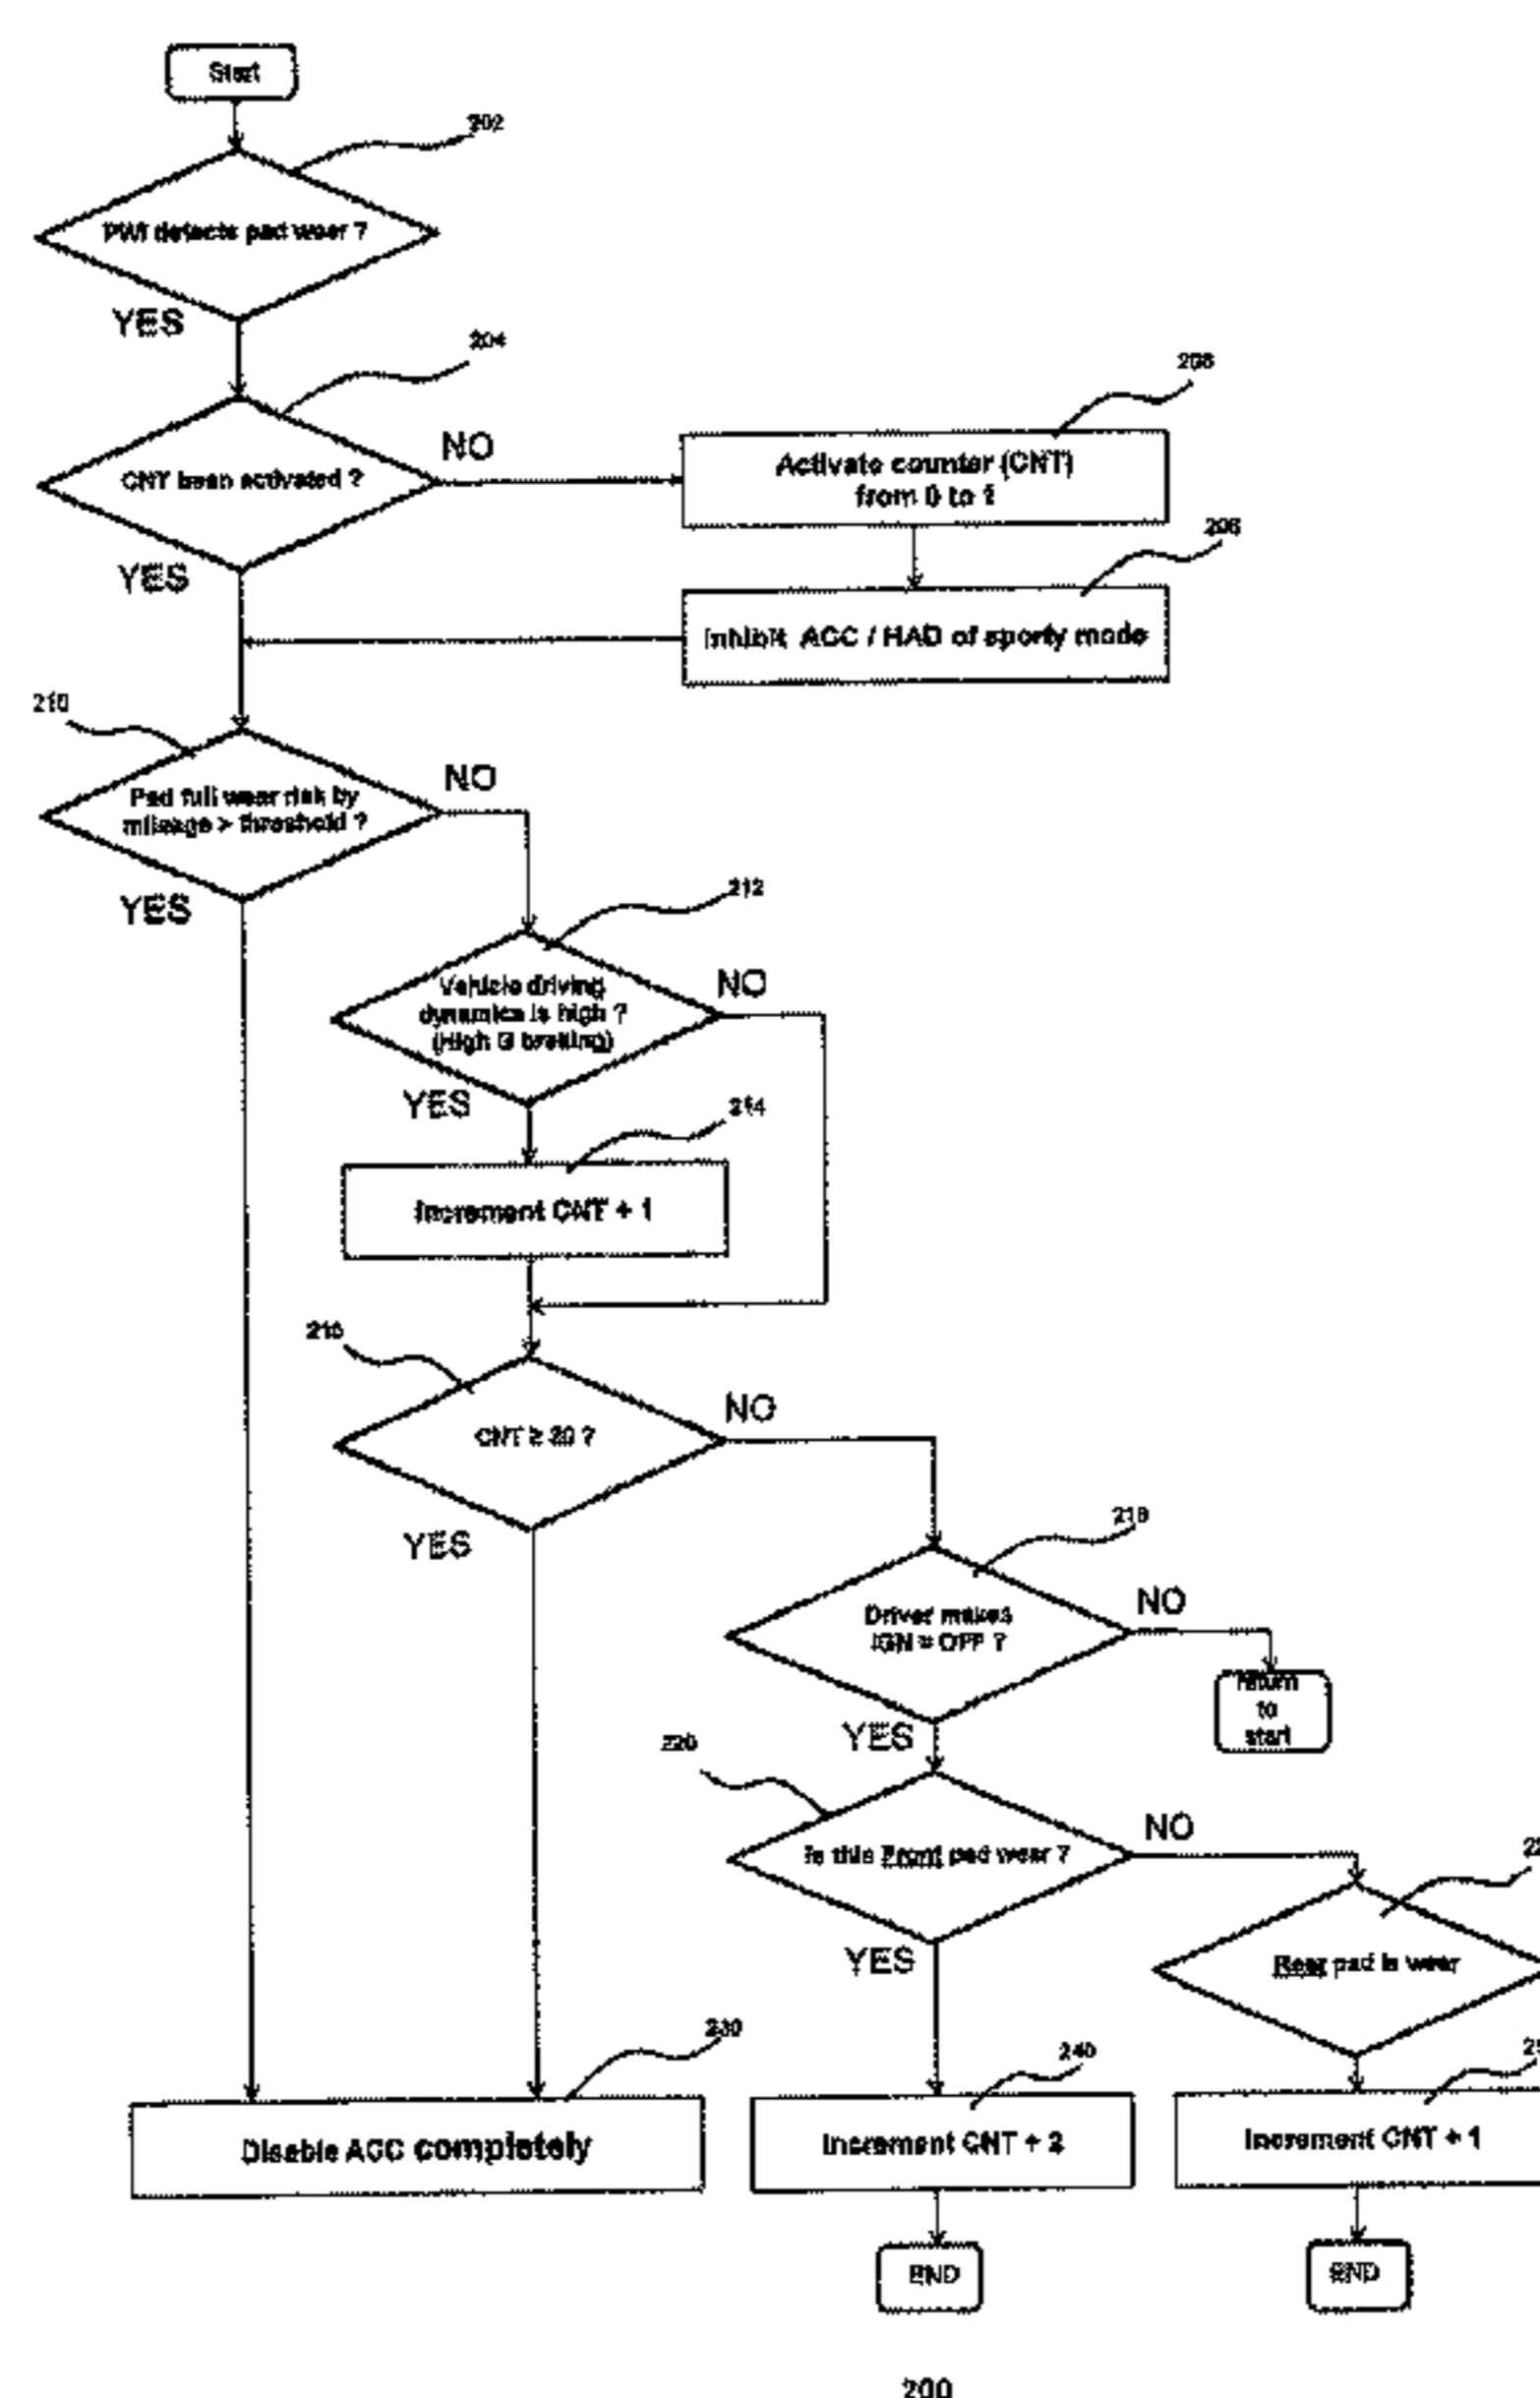 Start
202
PWI detects pad wear ?
YES
204
CNT been activated ?
NO
YES
206
Activate counter (CNT)
from 0 to 1
208
Inhibit ACC / HAD of sporty mode
210
Pad full wear risk by
mileage > threshold ?
NO
YES
212
Vehicle driving
dynamics is high ?
(High G braking)
NO
YES
214
Increment CNT + 1
216
CNT ≥ 20 ?
NO
YES
218
Driver makes
IGN = OFF ?
NO
return
to
start
YES
220
Is this Front pad wear ?
NO
YES
Rear pad is wear
230
Disable ACC completely
240
Increment CNT + 2
Increment CNT + 1
END
END
200